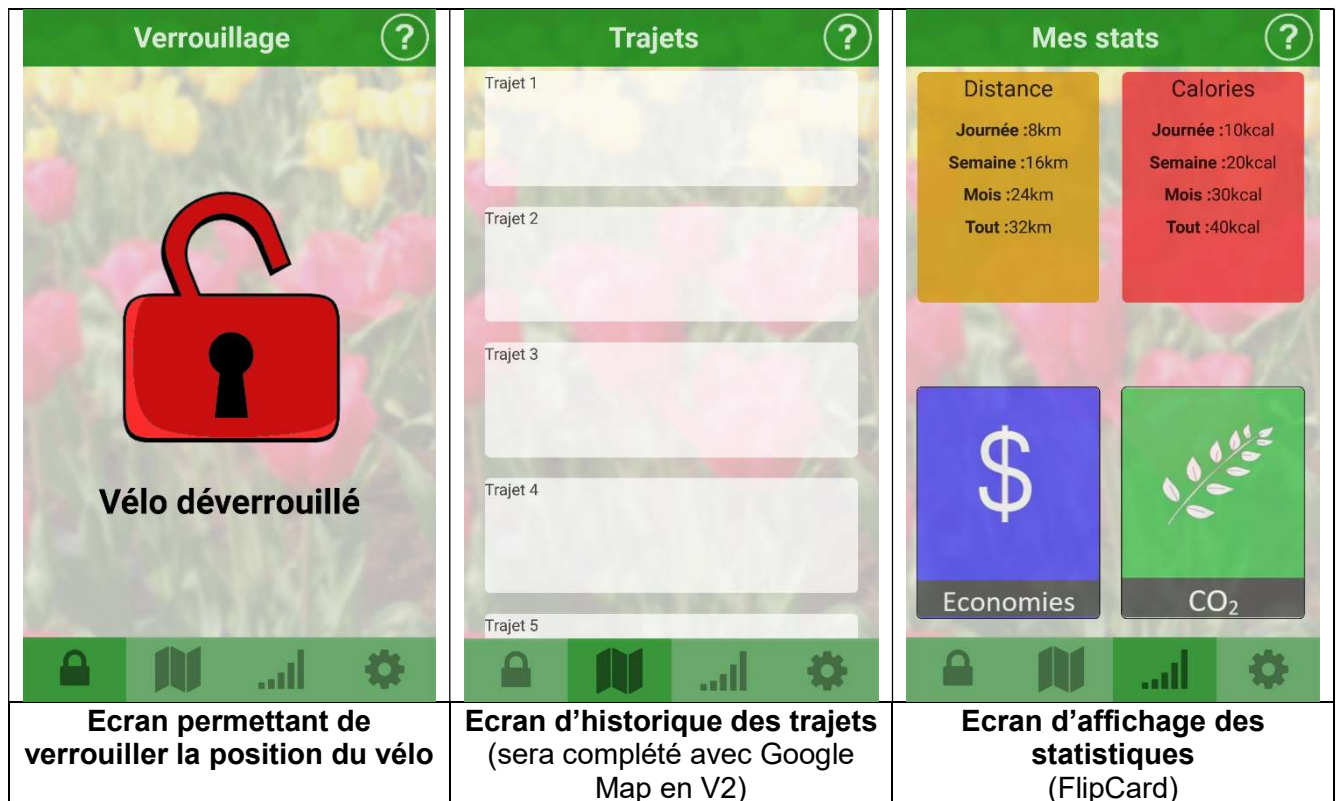 Verrouillage
?
Vélo déverrouillé
Ecran permettant de
verrouiller la position du vélo
Trajets
?
Trajet 1
Trajet 2
Trajet 3
Trajet 4
Trajet 5
Ecran d’historique des trajets
(sera complété avec Google
Map en V2)
Mes stats
?
Distance
Journée :8km
Semaine :16km
Mois :24km
Tout :32km
Calories
Journée :10kcal
Semaine :20kcal
Mois :30kcal
Tout :40kcal
$
Economies
CO₂
Ecran d’affichage des
statistiques
(FlipCard)